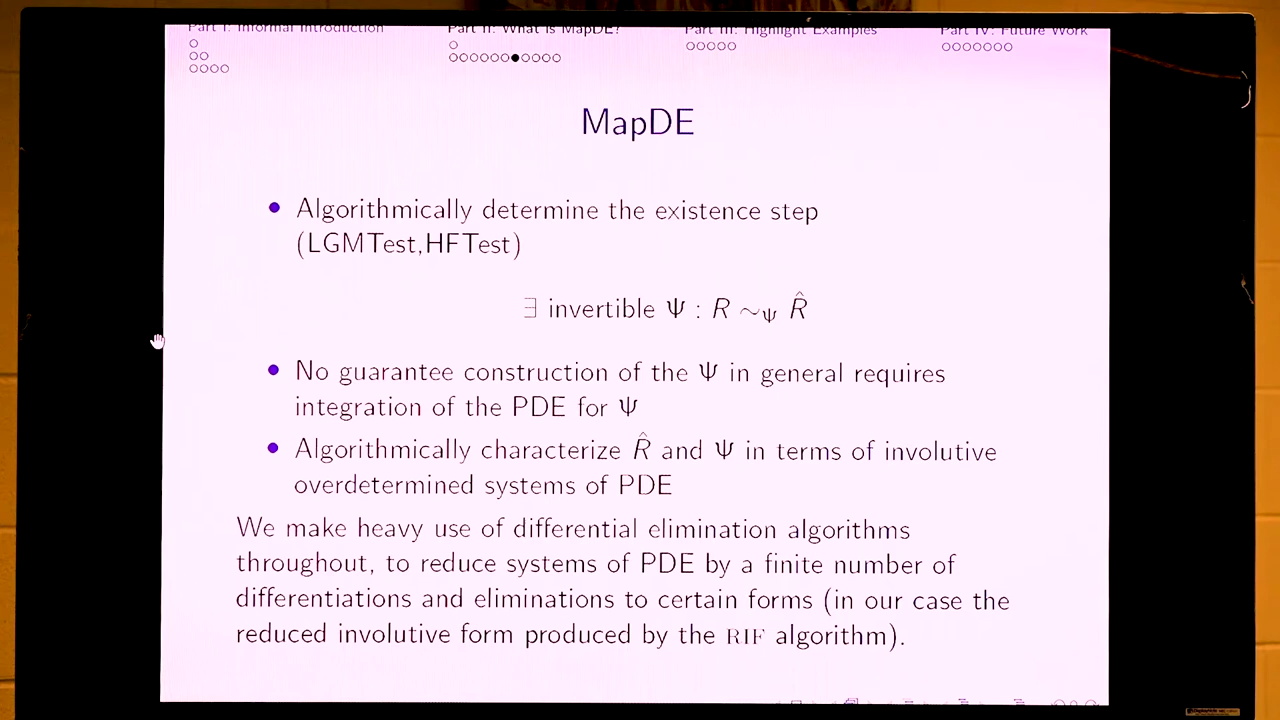 Part I: Informal Introduction
Part II: What is MapDE?
Part III: Highlight Examples
Part IV: Future Work
MapDE
Algorithmically determine the existence step
(LGMTest,HFTest)
∃ invertible Ψ : R ∼Ψ R̂
No guarantee construction of the Ψ in general requires
integration of the PDE for Ψ
Algorithmically characterize R̂ and Ψ in terms of involutive
overdetermined systems of PDE
We make heavy use of differential elimination algorithms
throughout, to reduce systems of PDE by a finite number of
differentiations and eliminations to certain forms (in our case the
reduced involutive form produced by the RIF algorithm).